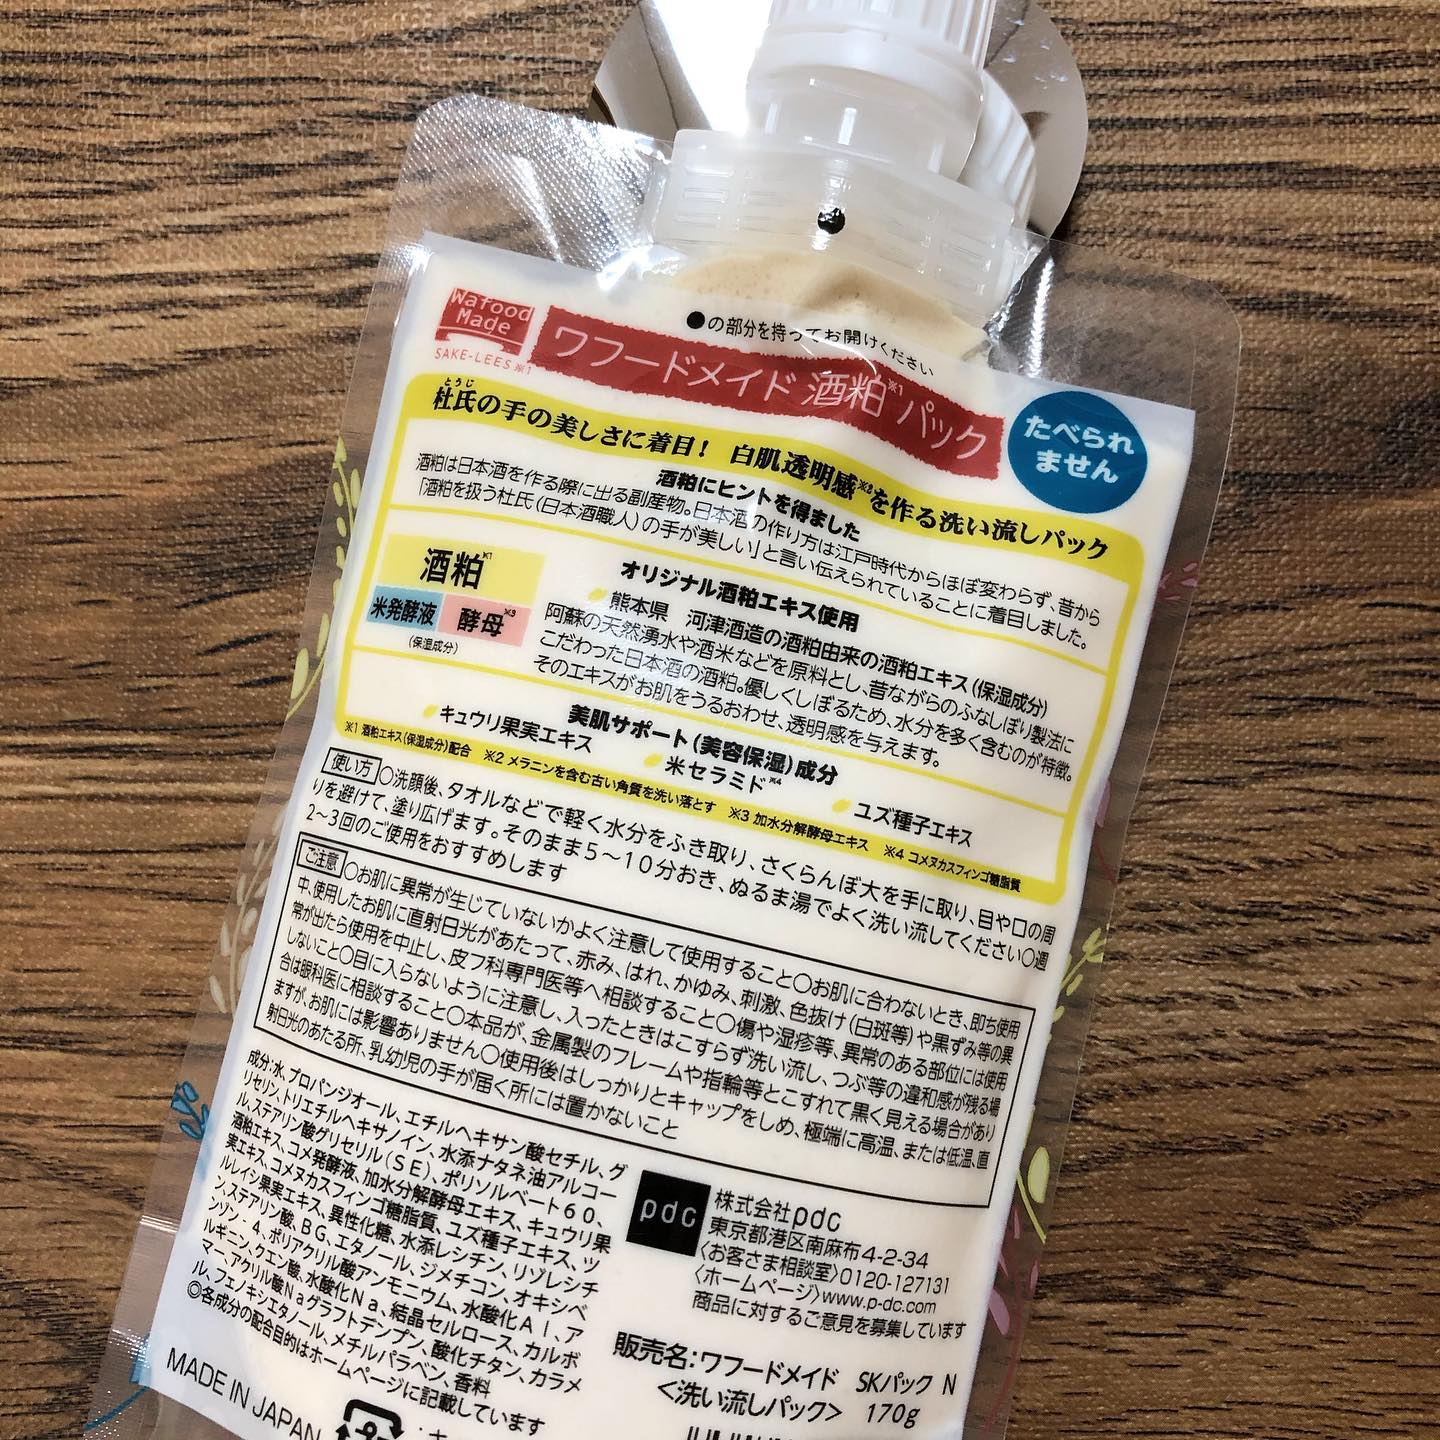 ●の部分を持ってお開けください
Wafood
Made
SAKE-LEES※1
ワフードメイド 酒粕※1パック
たべられ
ません
とうじ
杜氏の手の美しさに着目! 白肌透明感※2を作る洗い流しパック
酒粕にヒントを得ました
酒粕は日本酒を作る際に出る副産物。日本酒の作り方は江戸時代からほぼ変わらず、昔から
「酒粕を扱う杜氏(日本酒職人)の手が美しい」と言い伝えられていることに着目しました。
酒粕※1
米発酵液 酵母※3
(保湿成分)
オリジナル酒粕エキス使用
熊本県 河津酒造の酒粕由来の酒粕エキス(保湿成分)
阿蘇の天然湧水や酒米などを原料とし、昔ながらのふなしぼり製法に
こだわった日本酒の酒粕。優しくしぼるため、水分を多く含むのが特徴。
そのエキスがお肌をうるおわせ、透明感を与えます。
美肌サポート(美容保湿)成分
キュウリ果実エキス 米セラミド※4 ユズ種子エキス
※1 酒粕エキス(保湿成分)配合 ※2 メラニンを含む古い角質を洗い落とす ※3 加水分解酵母エキス ※4 コメヌカスフィンゴ糖脂質
使い方 ○洗顔後、タオルなどで軽く水分をふき取り、さくらんぼ大を手に取り、目や口の周
りを避けて、塗り広げます。そのまま5〜10分おき、ぬるま湯でよく洗い流してください○週
2〜3回のご使用をおすすめします
ご注意 ○お肌に異常が生じていないかよく注意して使用すること○お肌に合わないとき、即ち使用
中、使用したお肌に直射日光があたって、赤み、はれ、かゆみ、刺激、色抜け(白斑等)や黒ずみ等の異
常が出たら使用を中止し、皮フ科専門医等へ相談すること○傷や湿疹等、異常のある部位には使用
しないこと○目に入らないように注意し、入ったときはこすらず洗い流し、つぶ等の違和感が残る場
合は眼科医に相談すること○本品が、金属製のフレームや指輪等とこすれて黒く見える場合があり
ますが、お肌には影響ありません○使用後はしっかりとキャップをしめ、極端に高温、または低温、直
射日光のあたる所、乳幼児の手が届く所には置かないこと
成分:水、プロパンジオール、エチルヘキサン酸セチル、グ
リセリン、トリエチルヘキサノイン、水添ナタネ油アルコー
ル、ステアリン酸グリセリル(SE)、ポリソルベート60、
酒粕エキス、コメ発酵液、加水分解酵母エキス、キュウリ果
実エキス、コメヌカスフィンゴ糖脂質、ユズ種子エキス、ツ
ルレイシ果実エキス、異性化糖、水添レシチン、リゾレシチ
ン、ステアリン酸、BG、エタノール、ジメチコン、オキシベ
ンゾン-4、ポリアクリル酸アンモニウム、水酸化Al、ア
ルギニン、クエン酸、水酸化Na、結晶セルロース、カルボ
マー、アクリル酸Naグラフトデンプン、酸化チタン、カラメ
ル、フェノキシエタノール、メチルパラベン、香料
◎各成分の配合目的はホームページに記載しています
MADE IN JAPAN
pdc
株式会社pdc
東京都港区南麻布4-2-34
〈お客さま相談室〉0120-127131
〈ホームページ〉www.p-dc.com
商品に対するご意見を募集しています
販売名:ワフードメイド SKパック N
<洗い流しパック> 170g